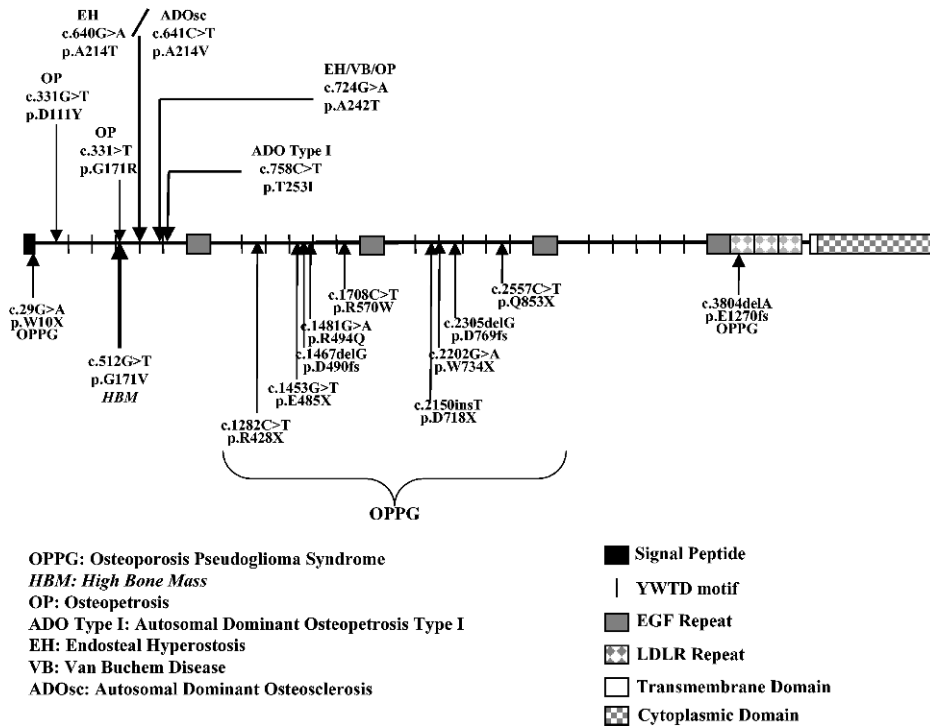 EH
c.640G>A
p.A214T
ADOsc
c.641C>T
p.A214V
OP
c.331G>T
p.D111Y
OP
c.331>T
p.G171R
EH/VB/OP
c.724G>A
p.A242T
ADO Type I
c.758C>T
p.T253I
c.29G>A
p.W10X
OPPG
c.512G>T
p.G171V
HBM
c.1282C>T
p.R428X
c.1453G>T
p.E485X
c.1467delG
p.D490fs
c.1481G>A
p.R494Q
c.1708C>T
p.R570W
c.2150insT
p.D718X
c.2202G>A
p.W734X
c.2305delG
p.D769fs
c.2557C>T
p.Q853X
c.3804delA
p.E1270fs
OPPG
OPPG
OPPG: Osteoporosis Pseudoglioma Syndrome
HBM: High Bone Mass
OP: Osteopetrosis
ADO Type I: Autosomal Dominant Osteopetrosis Type I
EH: Endosteal Hyperostosis
VB: Van Buchem Disease
ADOsc: Autosomal Dominant Osteosclerosis
Signal Peptide
YWTD motif
EGF Repeat
LDLR Repeat
Transmembrane Domain
Cytoplasmic Domain